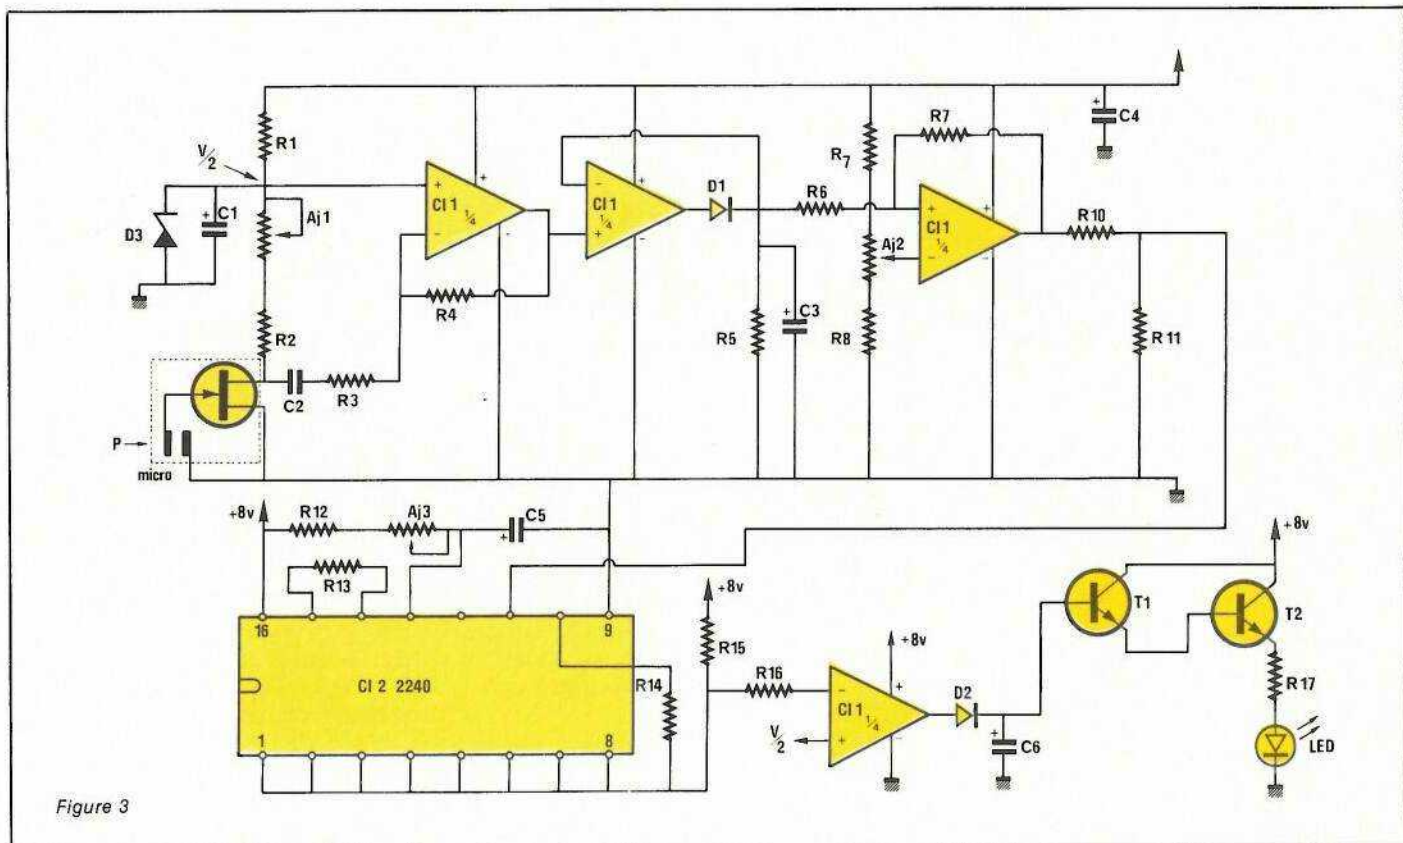 R1
V/2
C1
+
Aj1
D3
R2
C2
R3
P
micro
+
-
CI 1
1/4
+
-
R4
-
+
CI 1
1/4
+
-
D1
R5
+
C3
R6
R7
Aj2
R8
R7
+
-
CI 1
1/4
+
-
R10
R11
+
C4
+8v
R12
Aj3
C5
+
R13
16
9
CI 2 2240
1
8
R14
+8v
R15
R16
V/2
-
+
CI 1
1/4
+8v
+
-
D2
+
C6
T1
+8v
T2
R17
LED
Figure 3